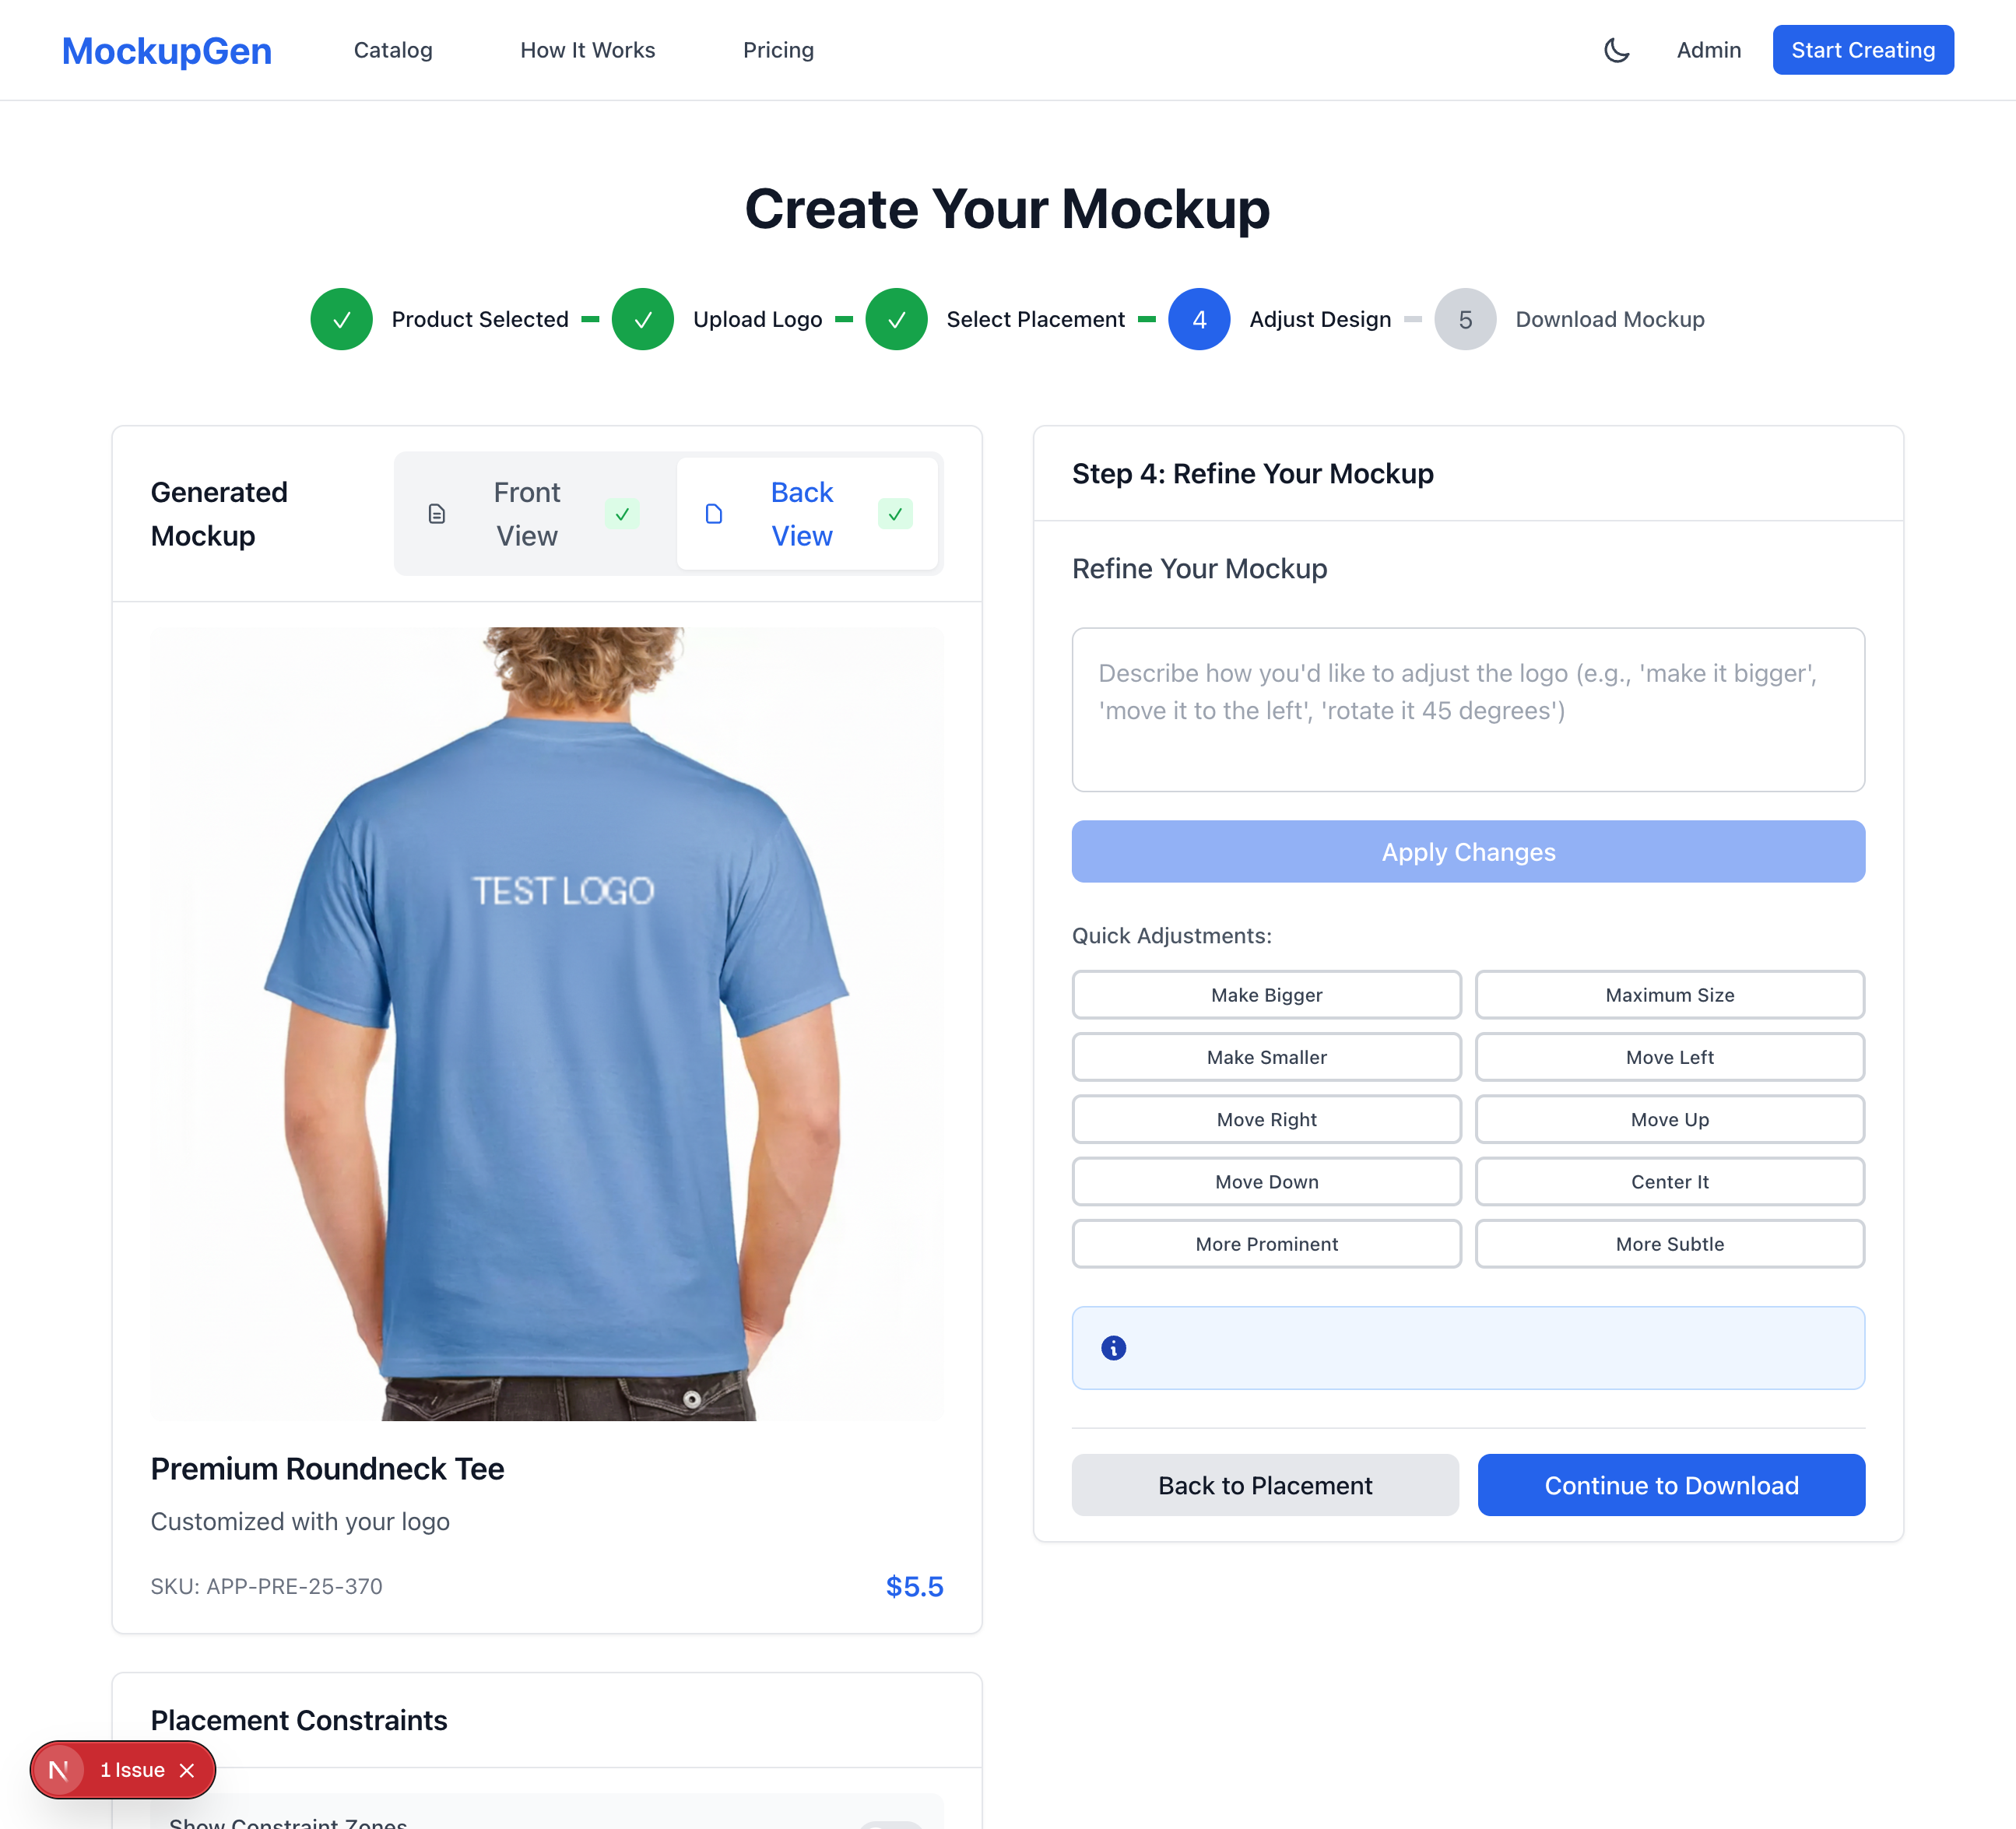 MockupGen
Catalog
How It Works
Pricing
Admin
Start Creating
Create Your Mockup
Product Selected
Upload Logo
Select Placement
4
Adjust Design
5
Download Mockup
Generated
Mockup
Front
View
Back
View
TEST LOGO
Premium Roundneck Tee
Customized with your logo
SKU: APP-PRE-25-370
$5.5
Placement Constraints
Show Constraint Zones
N
1 Issue
Step 4: Refine Your Mockup
Refine Your Mockup
Describe how you'd like to adjust the logo (e.g., 'make it bigger',
'move it to the left', 'rotate it 45 degrees')
Apply Changes
Quick Adjustments:
Make Bigger
Maximum Size
Make Smaller
Move Left
Move Right
Move Up
Move Down
Center It
More Prominent
More Subtle
Back to Placement
Continue to Download